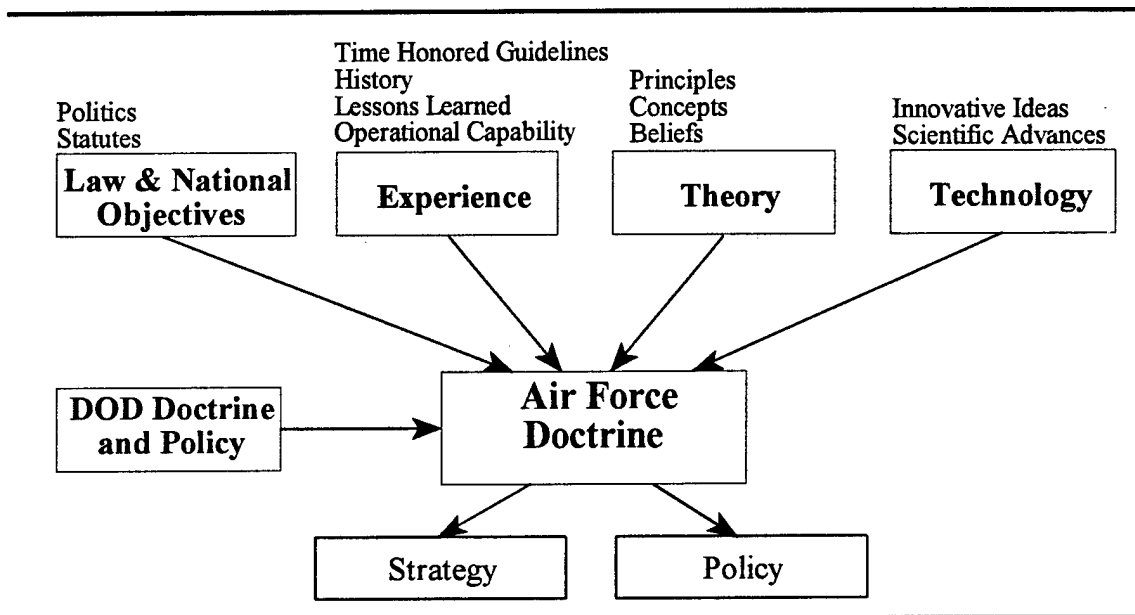 Politics
Statutes
Law & National
Objectives
Time Honored Guidelines
History
Lessons Learned
Operational Capability
Experience
Principles
Concepts
Beliefs
Theory
Innovative Ideas
Scientific Advances
Technology
DOD Doctrine
and Policy
Air Force
Doctrine
Strategy
Policy